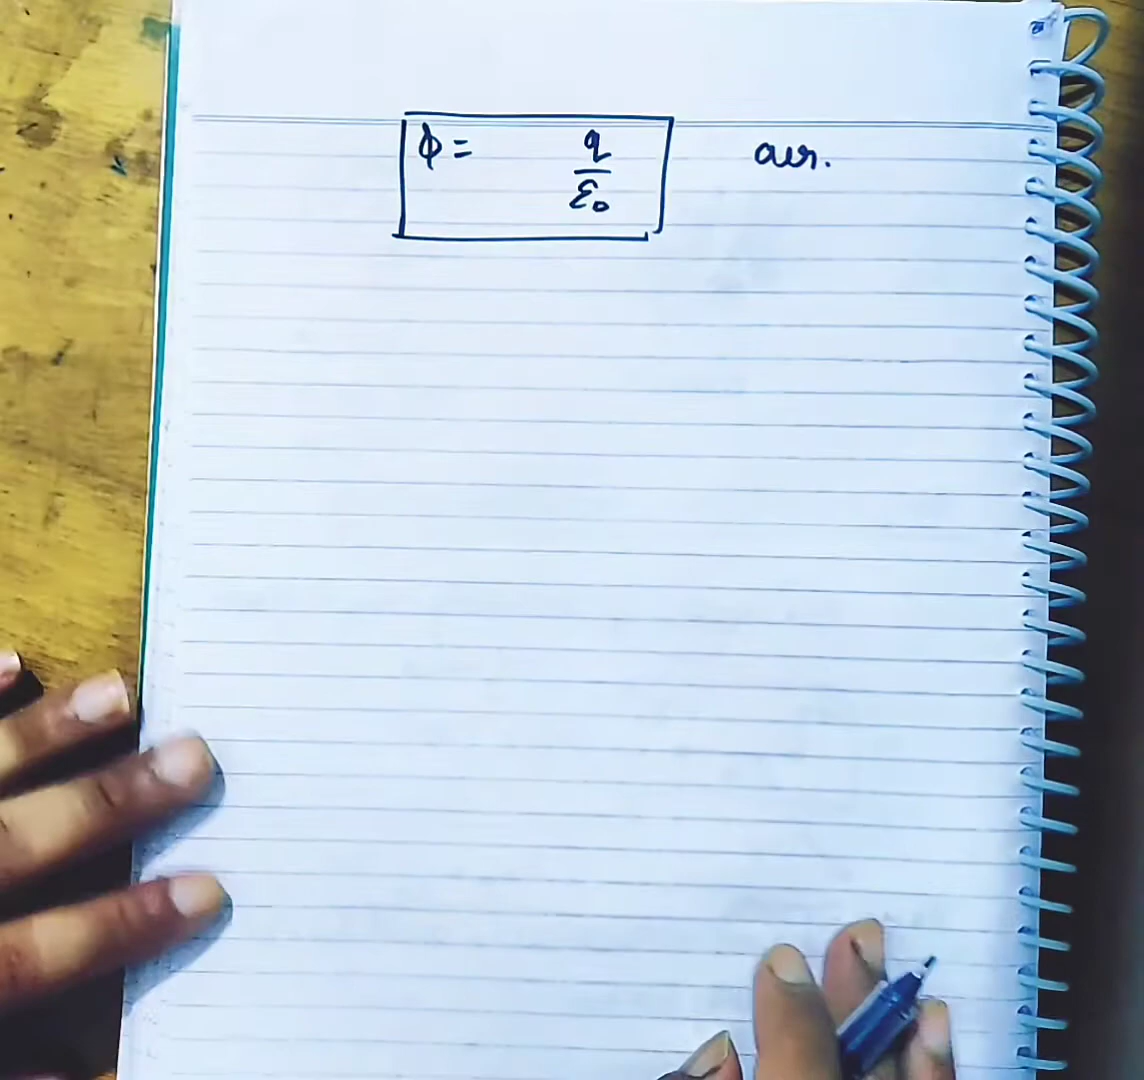 ϕ = q/ε₀ air.